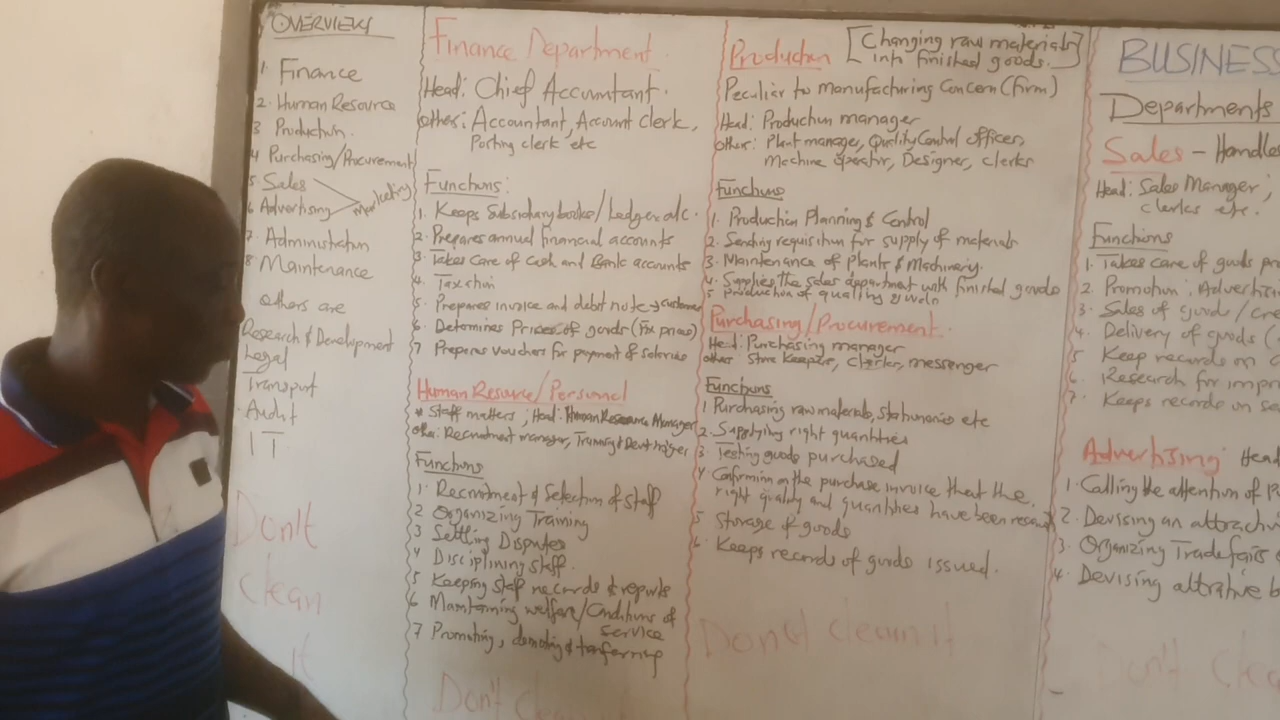 OVERVIEW
1. Finance
2. Human Resource
3 Production.
4 Purchasing/Procurement
5 Sales
6 Advertising
Marketing
7 Administration
8 Maintenance
others are
Research & Development
Legal
Transport
Audit
IT
Don't
clean
it
Finance Department.
Head: Chief Accountant.
Other: Accountant, Account clerk,
Posting clerk etc
Functions:
1. Keeps Subsidiary books/Ledger a/c.
2. Prepares annual financial accounts
3. Takes Care of Cash and Bank accounts
4. Taxation
5. Prepares invoice and debit note → customer
6. Determines Prices of goods (Fix prices)
7 Prepares vouchers for payment of salaries
Human Resource/Personnel
* Staff matters; Head: Human Resource Manager
other: Recruitment manager, Training &
Functions
1. Recruitment & Selection of staff
2 Organizing Training
3 Settling Disputes
4 Disciplining staff.
5 Keeping staff records & reports
6 Maintaining welfare/Conditions of
service
7 Promoting, demoting & transferring
Don't clean it
Production [Changing raw materials
into finished goods.]
Peculiar to manufacturing Concern (firm)
Head: Production manager
other: Plant manager, Quality Control officers,
Machine operator, Designer, clerks
Functions
1. Production Planning & Control
2. Sending requisition for supply of materials
3. Maintenance of Plants & Machinery.
4. Supplies the Sales department with finished goods
5 production of quality goods
Purchasing/Procurement.
Head: Purchasing manager
others Store Keepers, Clerks, messenger
Functions
1 Purchasing raw materials, stationaries etc
2. Supplying right quantities
3 Testing goods purchased
4 Confirming on the purchase invoice that the
right quality and quantities have been
5 Storage of goods
6. Keeps records of goods issued.
Don't clean it
BUSINESS
Departments
Sales - Handles
Head: Sales Manager;
clerks etc.
Functions
1. Takes care of goods
2 Promotion;
3. Sales of goods/
4. Delivery of goods
5 Keep records on
6. Research for
7. Keeps records on
Advertising Head
1. Calling the attention of
2. Devising an
3. Organizing Tradefairs
4. Devising attrative
Don't